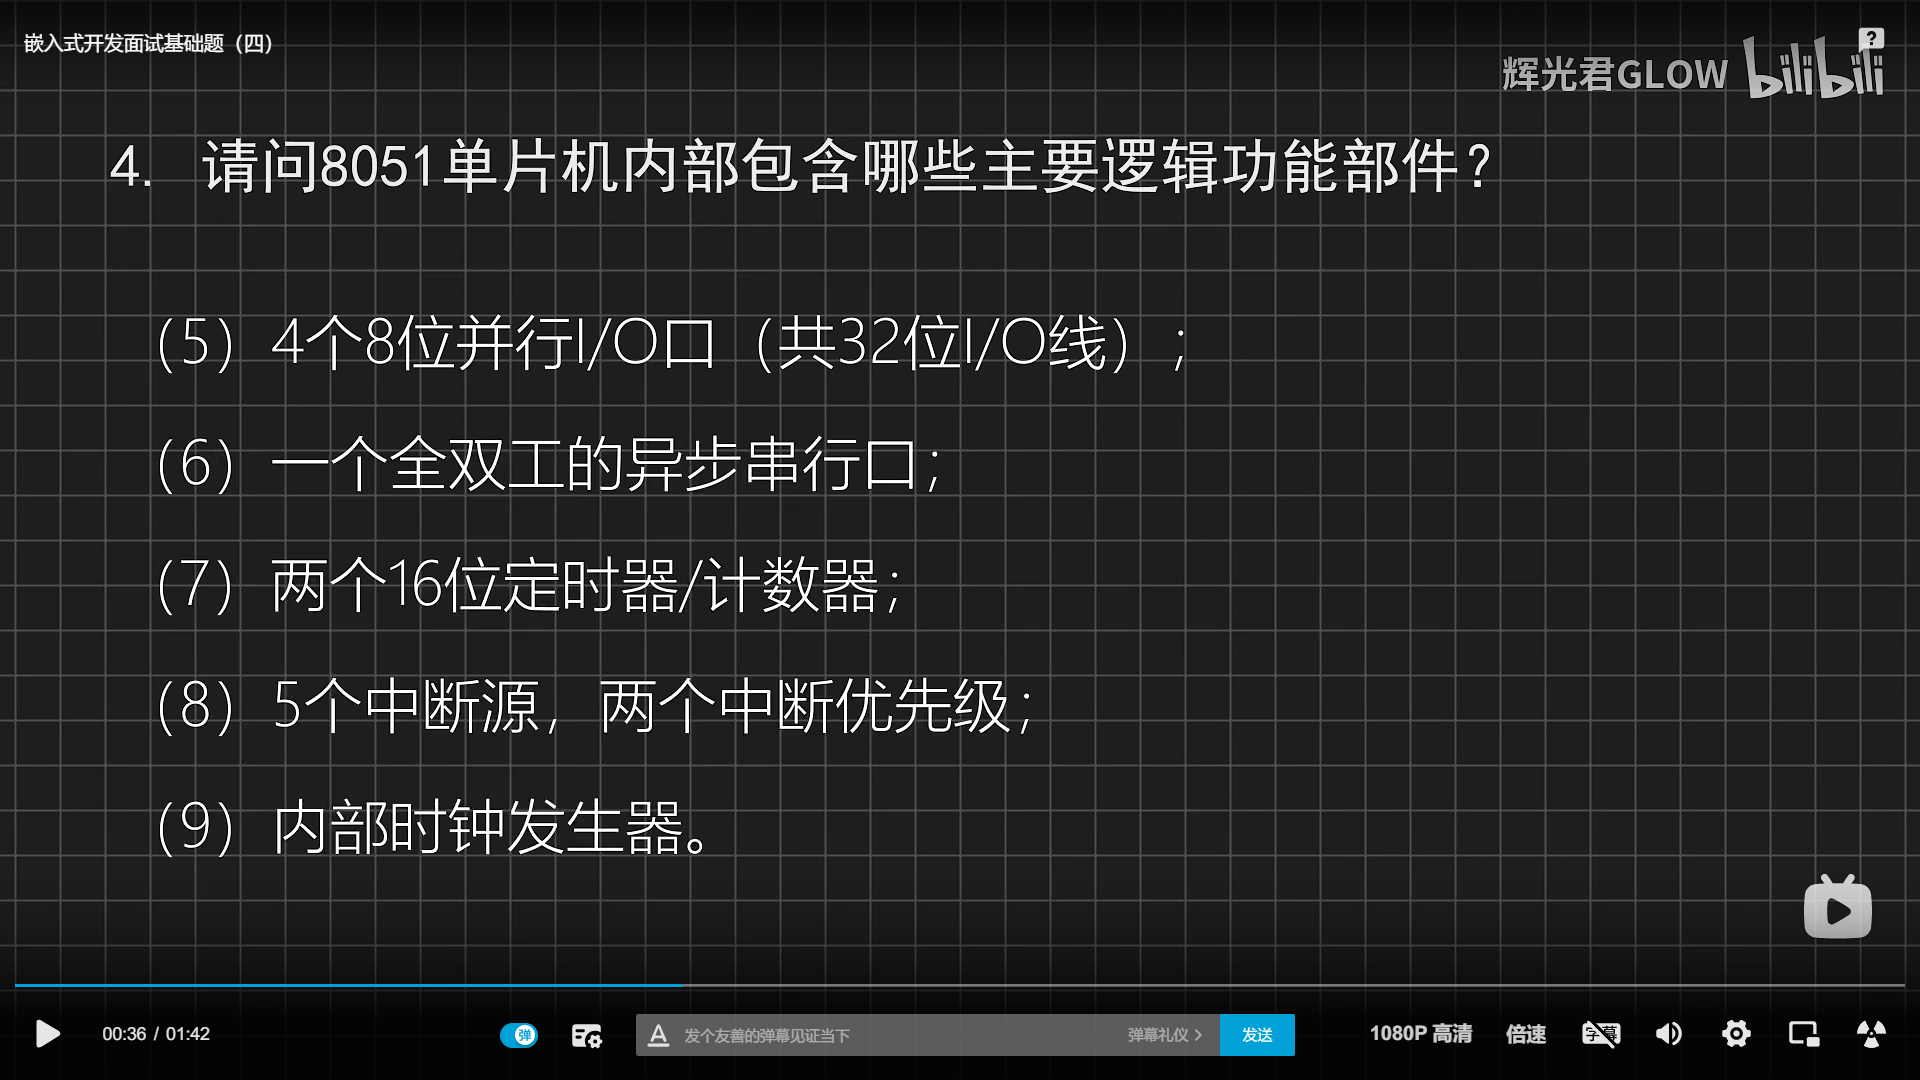 嵌入式开发面试基础题（四）
?
辉光君GLOW bilibili
4. 请问8051单片机内部包含哪些主要逻辑功能部件？
（5）4个8位并行I/O口（共32位I/O线）；
（6）一个全双工的异步串行口；
（7）两个16位定时器/计数器；
（8）5个中断源，两个中断优先级；
（9）内部时钟发生器。
00:36 / 01:42
弹
A 发个友善的弹幕见证当下 弹幕礼仪 > 发送
1080P 高清 倍速 字幕